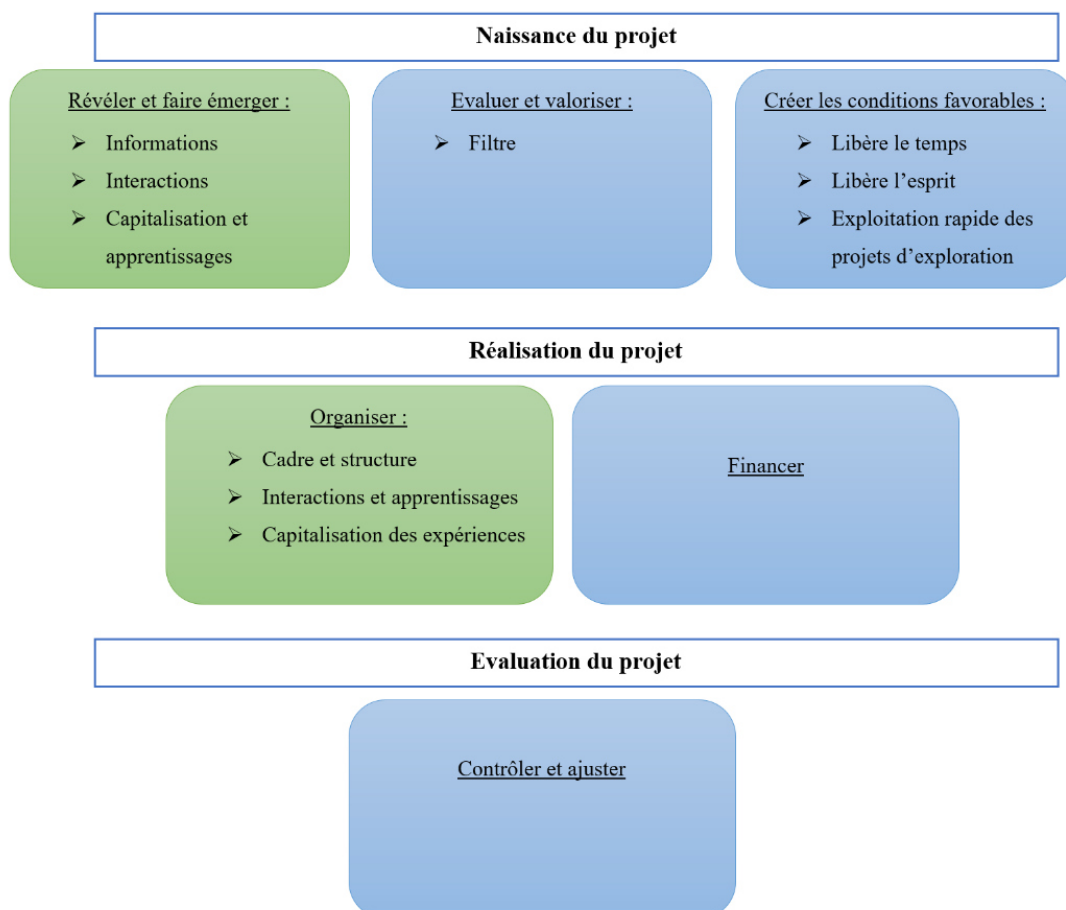 Naissance du projet
Révéler et faire émerger :
➢ Informations
➢ Interactions
➢ Capitalisation et
apprentissages
Evaluer et valoriser :
➢ Filtre
Créer les conditions favorables :
➢ Libère le temps
➢ Libère l’esprit
➢ Exploitation rapide des
projets d’exploration
Réalisation du projet
Organiser :
➢ Cadre et structure
➢ Interactions et apprentissages
➢ Capitalisation des expériences
Financer
Evaluation du projet
Contrôler et ajuster